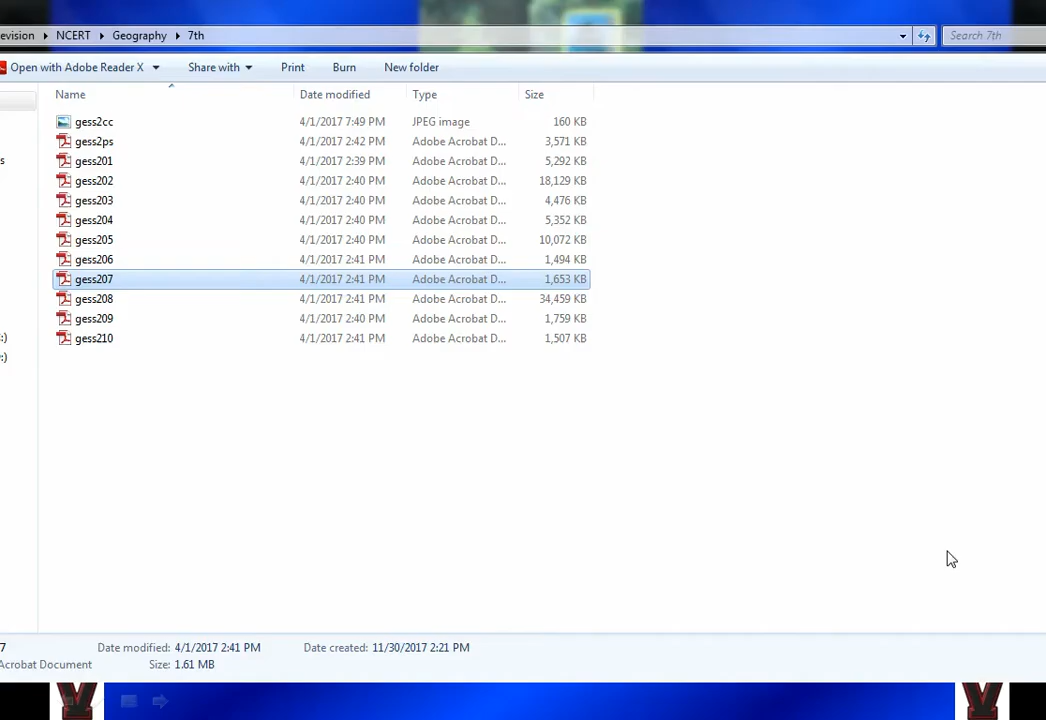 evision ▸ NCERT ▸ Geography ▸ 7th Search 7th
Open with Adobe Reader X Share with Print Burn New folder
Name Date modified Type Size
gess2cc 4/1/2017 7:49 PM JPEG image 160 KB
gess2ps 4/1/2017 2:42 PM Adobe Acrobat D... 3,571 KB
gess201 4/1/2017 2:39 PM Adobe Acrobat D... 5,292 KB
gess202 4/1/2017 2:40 PM Adobe Acrobat D... 18,129 KB
gess203 4/1/2017 2:40 PM Adobe Acrobat D... 4,476 KB
gess204 4/1/2017 2:40 PM Adobe Acrobat D... 5,352 KB
gess205 4/1/2017 2:40 PM Adobe Acrobat D... 10,072 KB
gess206 4/1/2017 2:41 PM Adobe Acrobat D... 1,494 KB
gess207 4/1/2017 2:41 PM Adobe Acrobat D... 1,653 KB
gess208 4/1/2017 2:41 PM Adobe Acrobat D... 34,459 KB
gess209 4/1/2017 2:40 PM Adobe Acrobat D... 1,759 KB
gess210 4/1/2017 2:41 PM Adobe Acrobat D... 1,507 KB
s
:)
:)
7 Date modified: 4/1/2017 2:41 PM Date created: 11/30/2017 2:21 PM
Acrobat Document Size: 1.61 MB